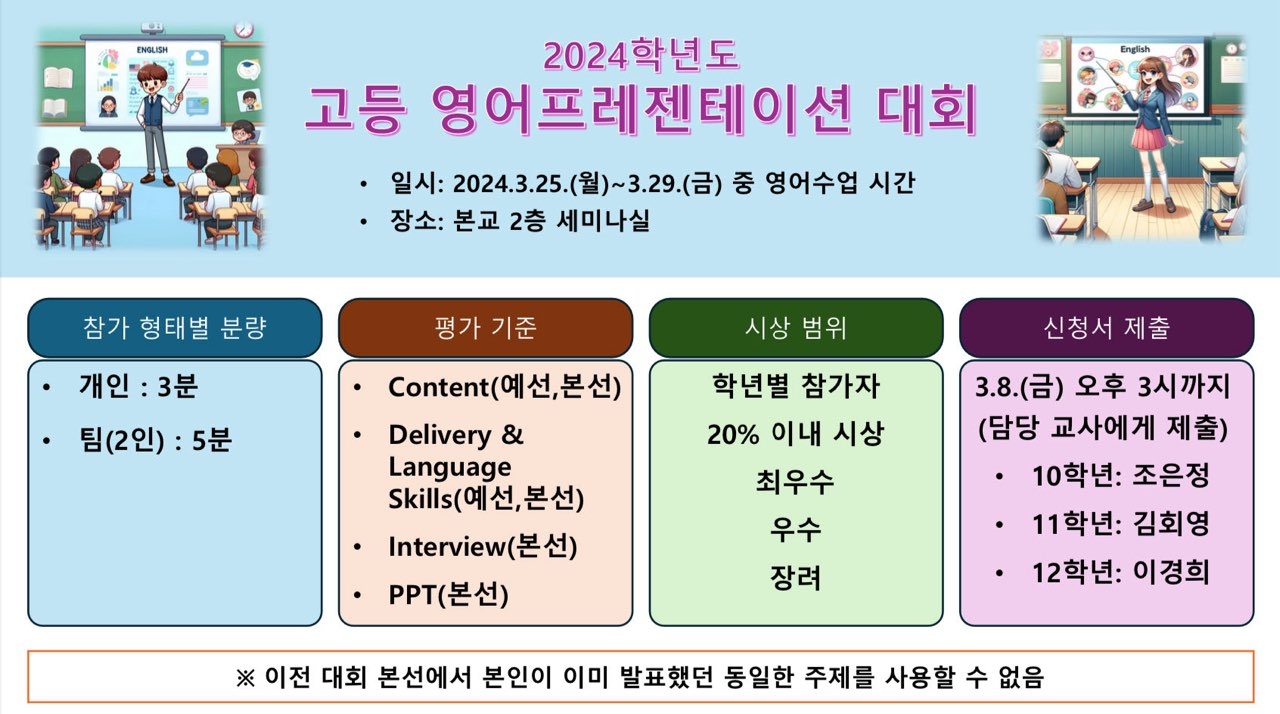 ENGLISH
English
2024학년도
고등 영어프레젠테이션 대회
• 일시: 2024.3.25.(월)~3.29.(금) 중 영어수업 시간
• 장소: 본교 2층 세미나실
참가 형태별 분량
• 개인 : 3분
• 팀(2인) : 5분
평가 기준
• Content(예선,본선)
• Delivery &
Language
Skills(예선,본선)
• Interview(본선)
• PPT(본선)
시상 범위
학년별 참가자
20% 이내 시상
최우수
우수
장려
신청서 제출
3.8.(금) 오후 3시까지
(담당 교사에게 제출)
• 10학년: 조은정
• 11학년: 김회영
• 12학년: 이경희
※ 이전 대회 본선에서 본인이 이미 발표했던 동일한 주제를 사용할 수 없음